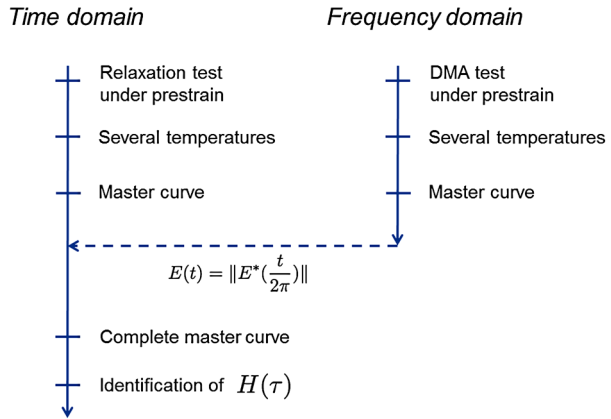 Time domain
Frequency domain
Relaxation test
under prestrain
DMA test
under prestrain
Several temperatures
Several temperatures
Master curve
Master curve
E(t) = ‖E*(t/2π)‖
Complete master curve
Identification of H(τ)